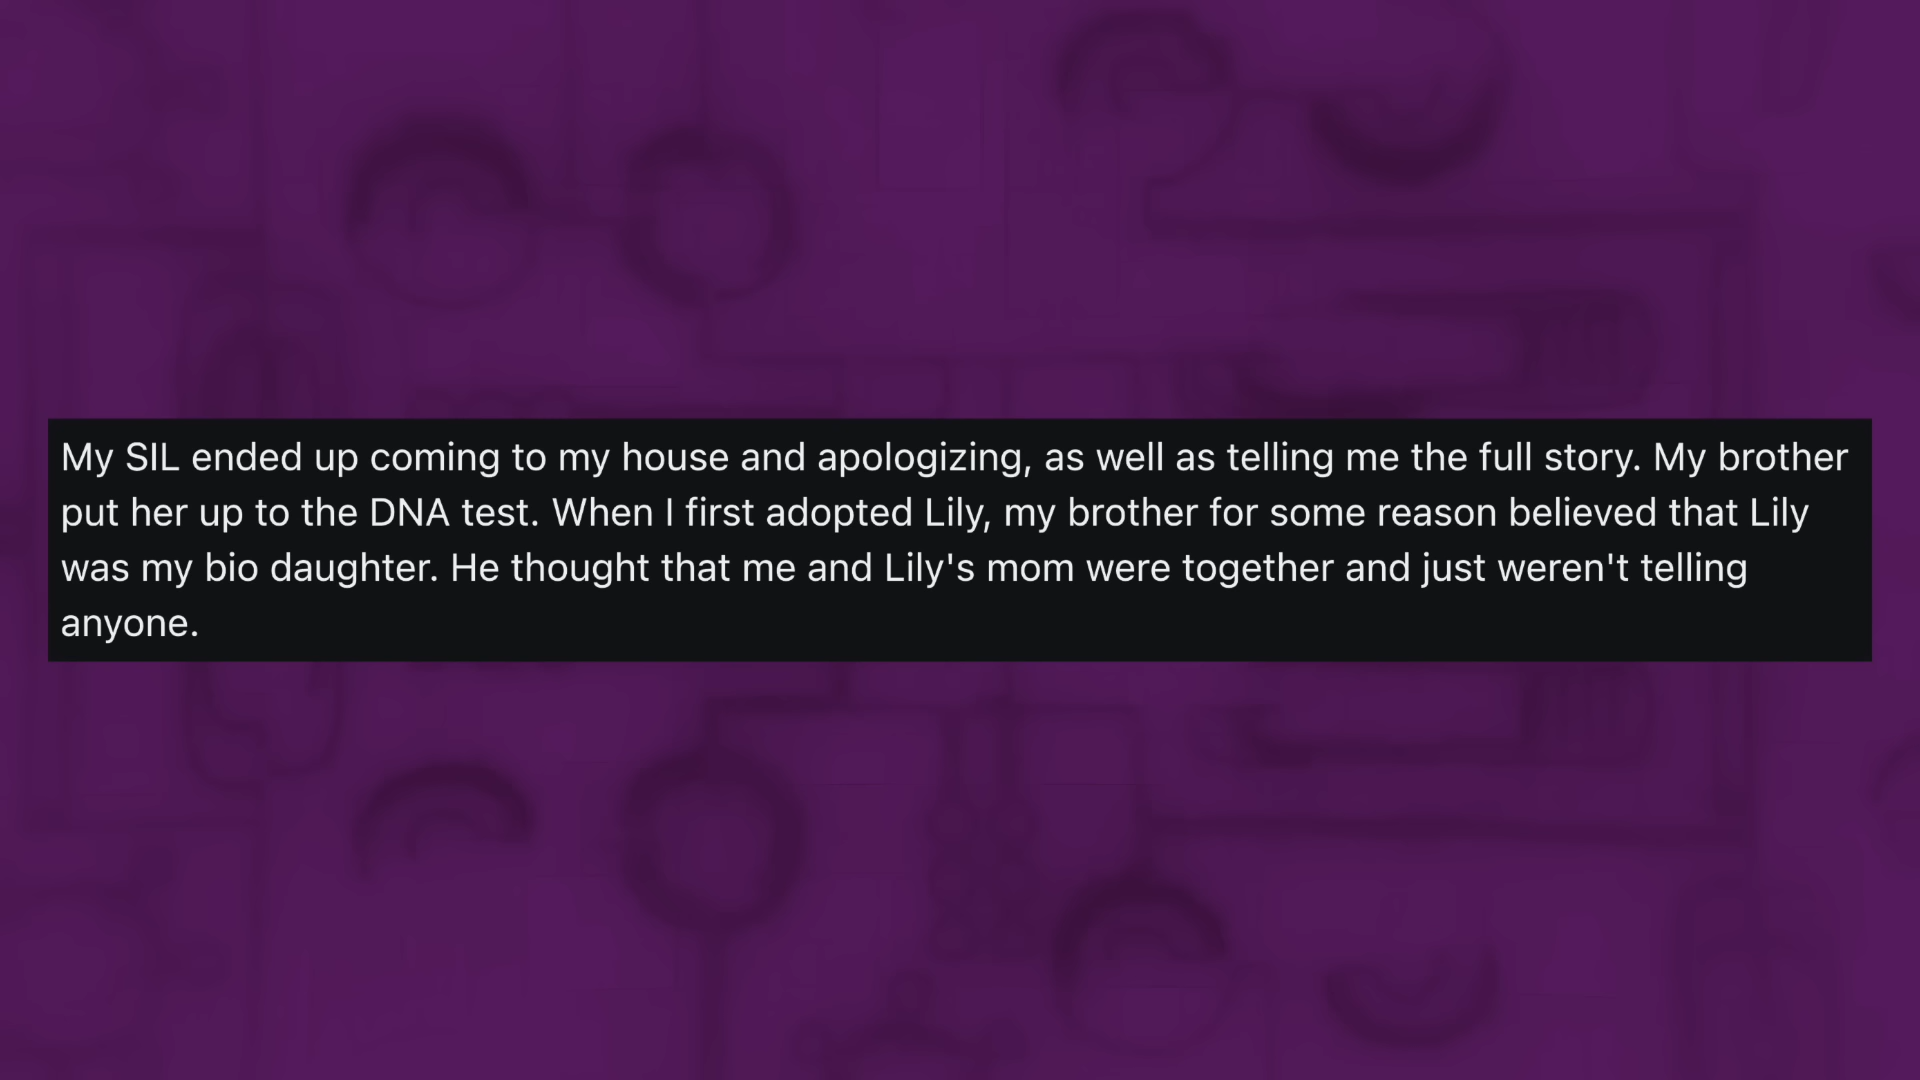 My SIL ended up coming to my house and apologizing, as well as telling me the full story. My brother
put her up to the DNA test. When I first adopted Lily, my brother for some reason believed that Lily
was my bio daughter. He thought that me and Lily's mom were together and just weren't telling
anyone.